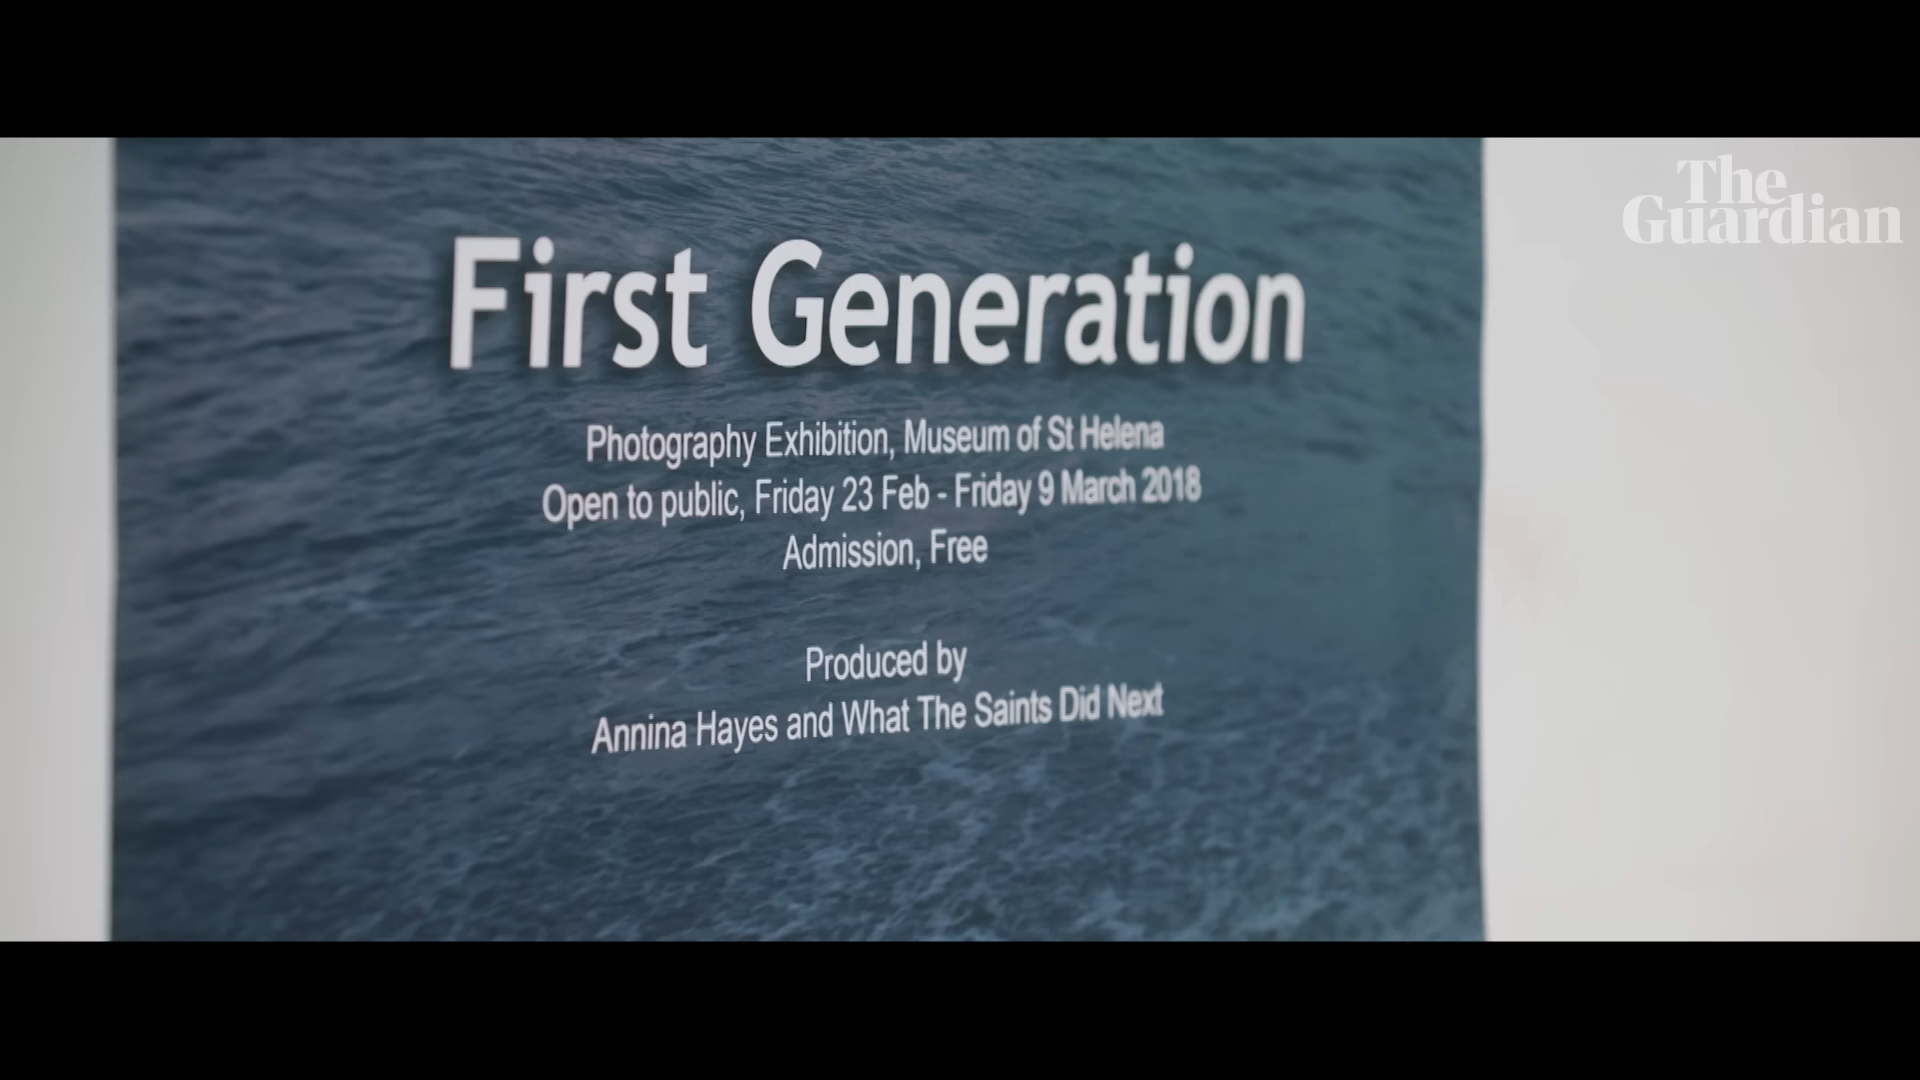 The
Guardian
First Generation
Photography Exhibition, Museum of St Helena
Open to public, Friday 23 Feb - Friday 9 March 2018
Admission, Free
Produced by
Annina Hayes and What The Saints Did Next